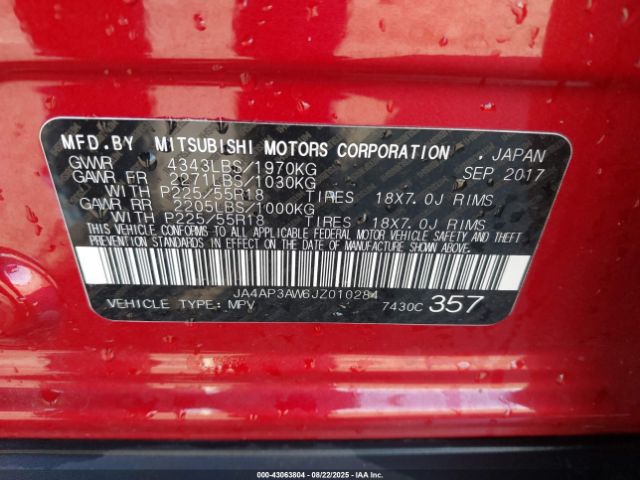 MFD.BY MITSUBISHI MOTORS CORPORATION , JAPAN
GWR 4343LBS/1970KG SEP 2017
GAWR FR 2271LBS/1030KG
WITH P225/55R18 TIRES 18X7.0J RIMS
GAWR RR 2205LBS/1000KG
WITH P225/55R18 TIRES 18X7.0J RIMS
THIS VEHICLE CONFORMS TO ALL APPLICABLE FEDERAL MOTOR VEHICLE SAFETY AND THEFT
PREVENTION STANDARDS IN EFFECT ON THE DATE OF MANUFACTURE SHOWN ABOVE.
JA4AP3AW6JZ010284
VEHICLE TYPE: MPV 7430C 357
000-43063804 - 08/22/2025 - IAAI.COM